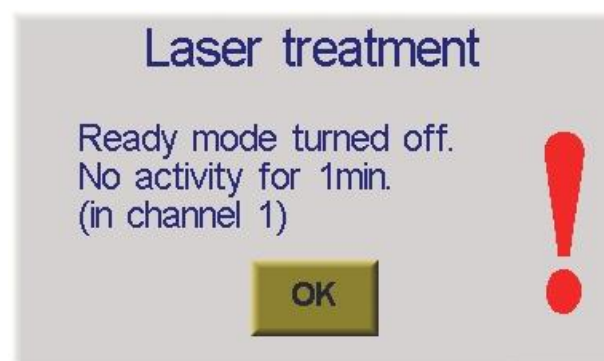 Laser treatment
Ready mode turned off.
No activity for 1min.
(in channel 1)
OK